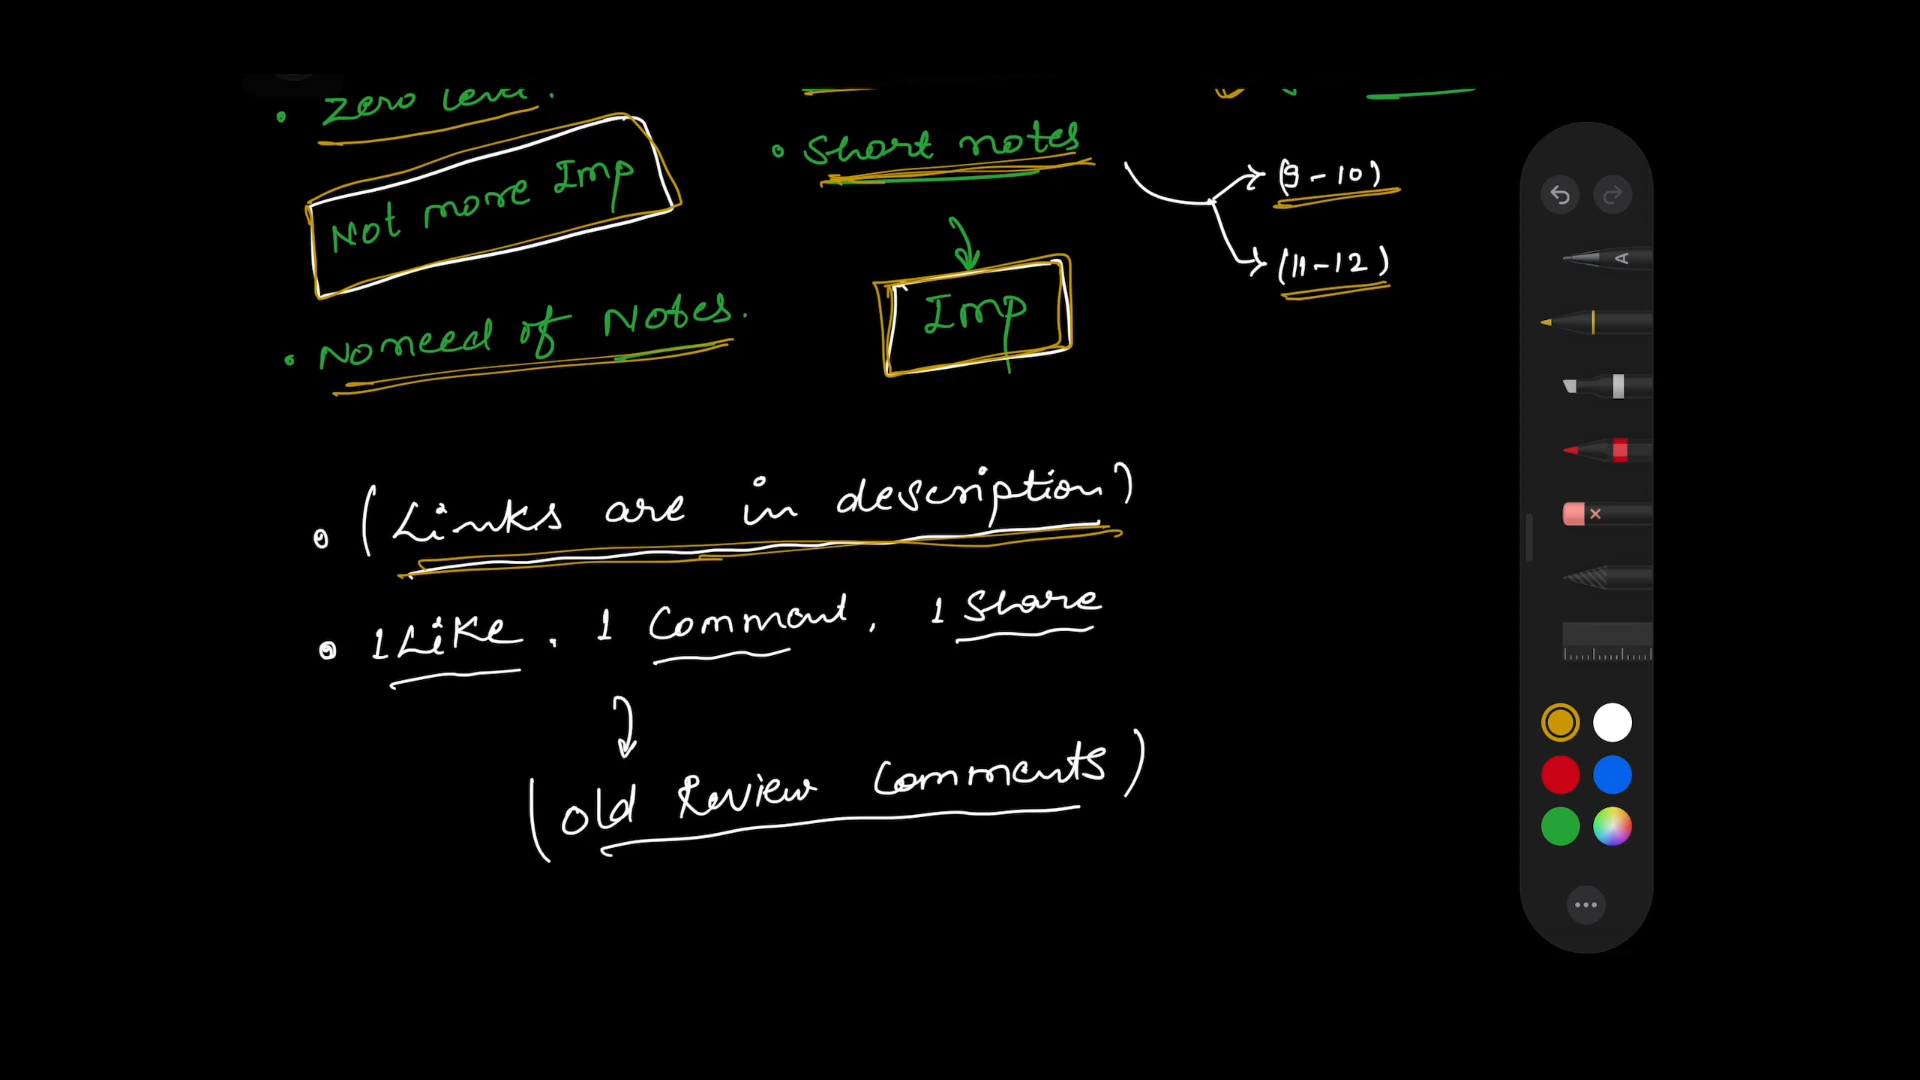 • Zero level.
Not more Imp
• No need of Notes.
• Short notes
Imp
(9-10)
(11-12)
• (Links are in description)
• 1 Like, 1 Comment, 1 Share
(old Review Comments)